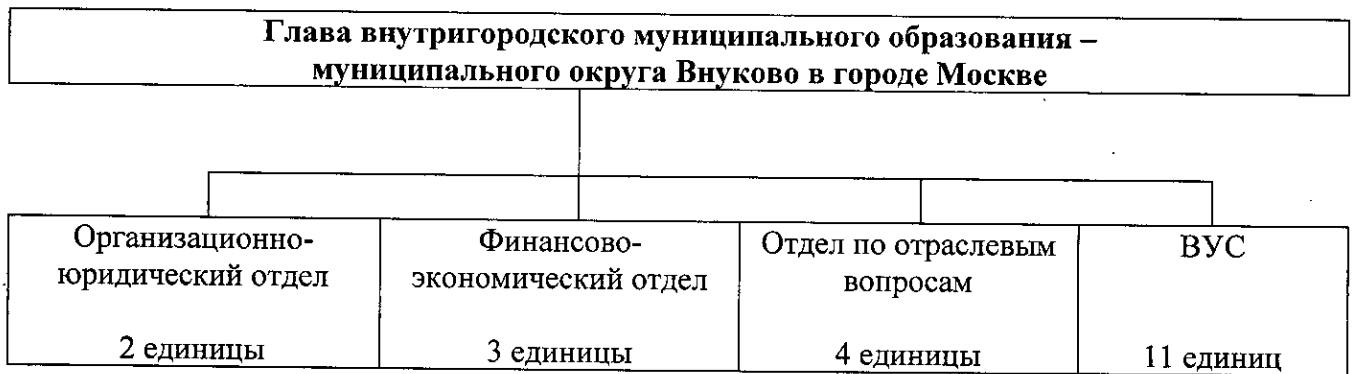 Глава внутригородского муниципального образования –
муниципального округа Внуково в городе Москве
Организационно-
юридический отдел
2 единицы
Финансово-
экономический отдел
3 единицы
Отдел по отраслевым
вопросам
4 единицы
ВУС
11 единиц